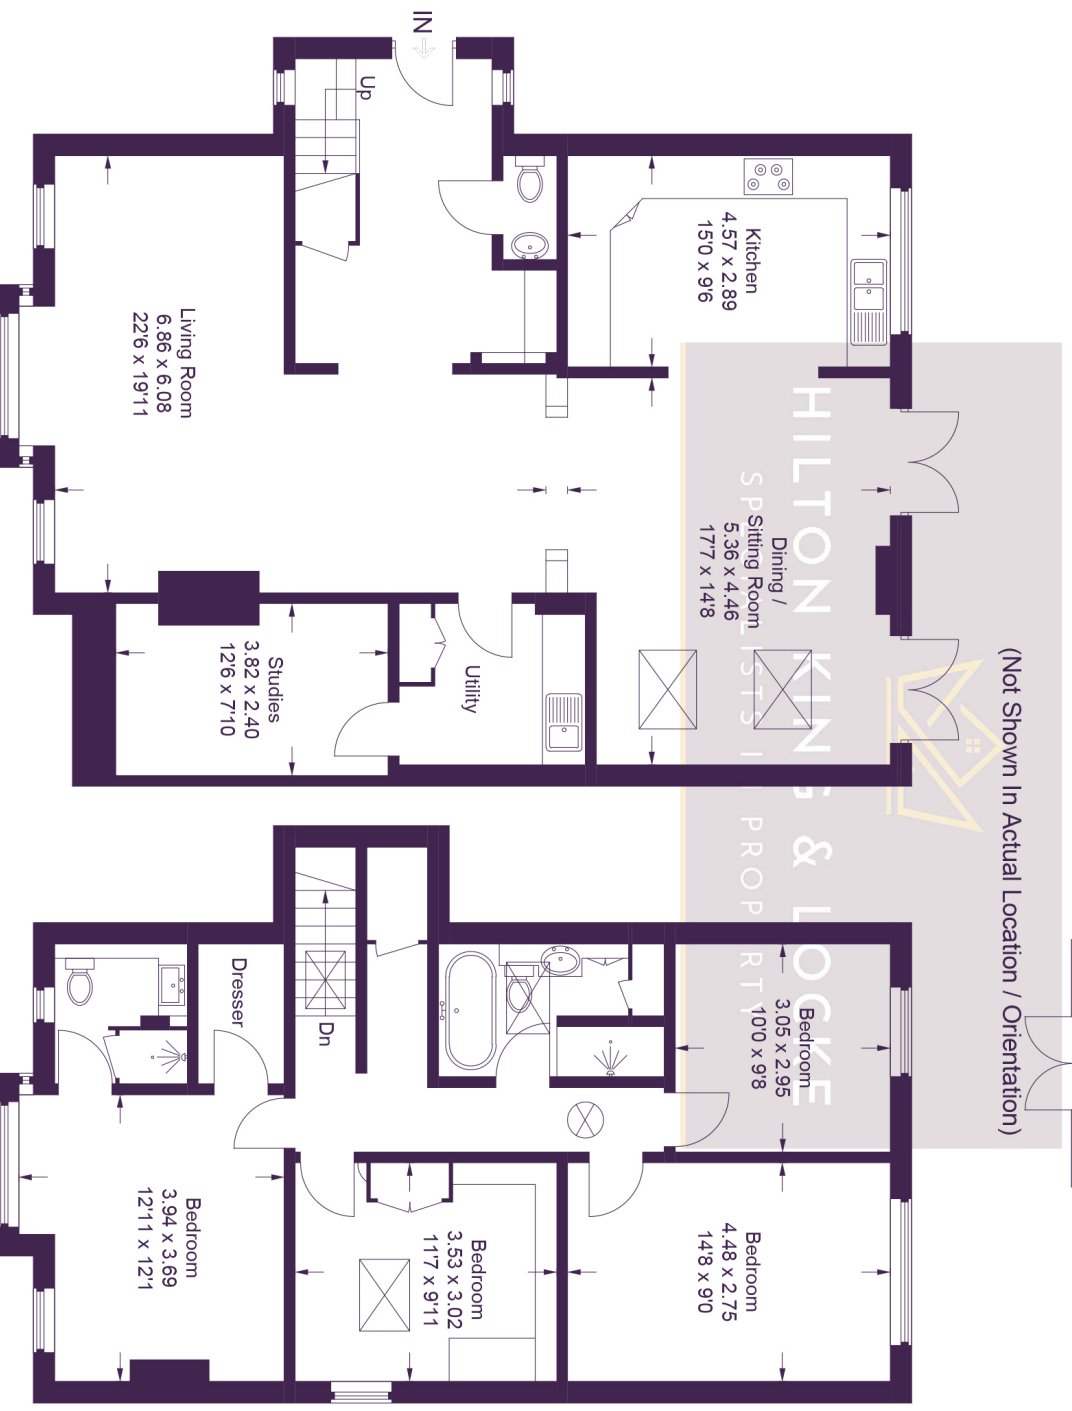 (Not Shown In Actual Location / Orientation)
HILTON KING & LOCKE
SPECIALISTS IN PROPERTY
IN
Up
Kitchen
4.57 x 2.89
15'0 x 9'6
Living Room
6.86 x 6.08
22'6 x 19'11
Dining /
Sitting Room
5.36 x 4.46
17'7 x 14'8
Studies
3.82 x 2.40
12'6 x 7'10
Utility
Dresser
Dn
Bedroom
3.05 x 2.95
10'0 x 9'8
Bedroom
3.94 x 3.69
12'11 x 12'1
Bedroom
3.53 x 3.02
11'7 x 9'11
Bedroom
4.48 x 2.75
14'8 x 9'0